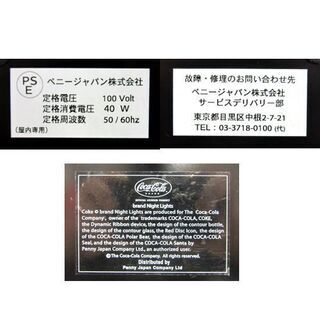 PS
E
ペニージャパン株式会社
定格電圧 100 Volt
定格消費電圧 40 W
定格周波数 50/60hz
(屋内専用)
故障・修理のお問い合わせ先
ペニージャパン株式会社
サービスデリバリー部
東京都目黒区中根2-7-21
TEL：03-3718-0100 (代)
Coca-Cola
brand Night Lights
Coke © brand Night Lights are produced for The Coca-Cola
Company, owner of the trademarks COCA-COLA, COKE,
the Dynamic Ribbon device, the design of the contour bottle,
the design of the contour glass, the Red Disc Icon, the design
of the COCA-COLA Polar Bear, the design of the COCA-COLA
Seal, and the design of the COCA-COLA Santa by
Penny Japan Company Ltd, an authorized user.
©The Coca-Cola Company. All rights reserved.
Distributed by
Penny Japan Company Ltd